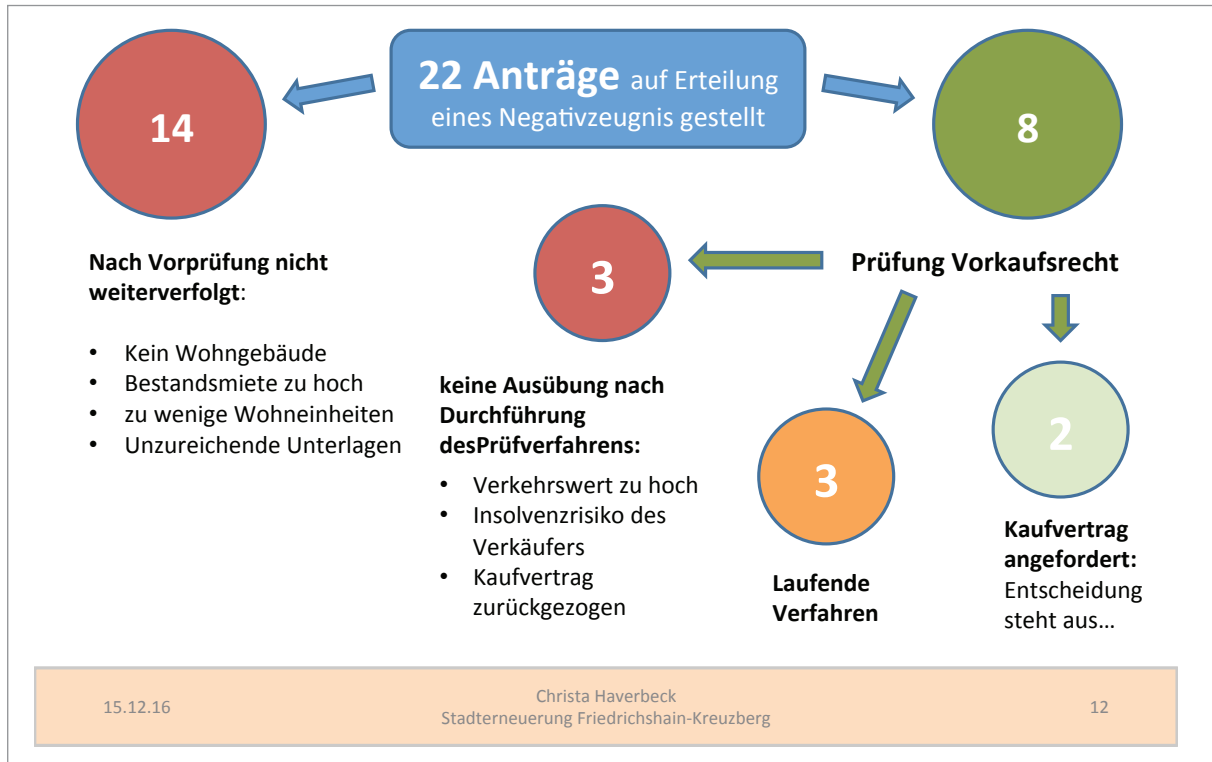 22 Anträge auf Erteilung
eines Negativzeugnis gestellt
14
8
Nach Vorprüfung nicht
weiterverfolgt:
• Kein Wohngebäude
• Bestandsmiete zu hoch
• zu wenige Wohneinheiten
• Unzureichende Unterlagen
Prüfung Vorkaufsrecht
3
keine Ausübung nach
Durchführung
desPrüfverfahrens:
• Verkehrswert zu hoch
• Insolvenzrisiko des
Verkäufers
• Kaufvertrag
zurückgezogen
3
Laufende
Verfahren
2
Kaufvertrag
angefordert:
Entscheidung
steht aus…
15.12.16
Christa Haverbeck
Stadterneuerung Friedrichshain-Kreuzberg
12